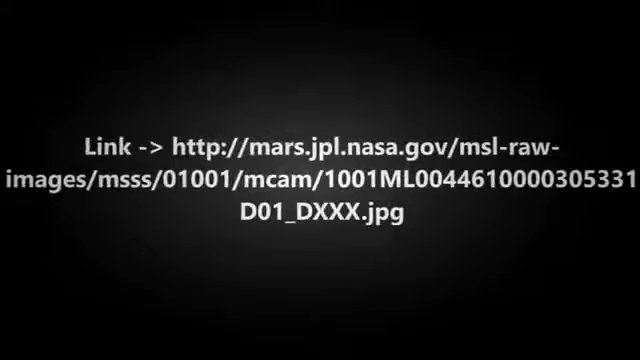 Link -> http://mars.jpl.nasa.gov/msl-raw-
images/msss/01001/mcam/1001ML0044610000305331
D01_DXXX.jpg